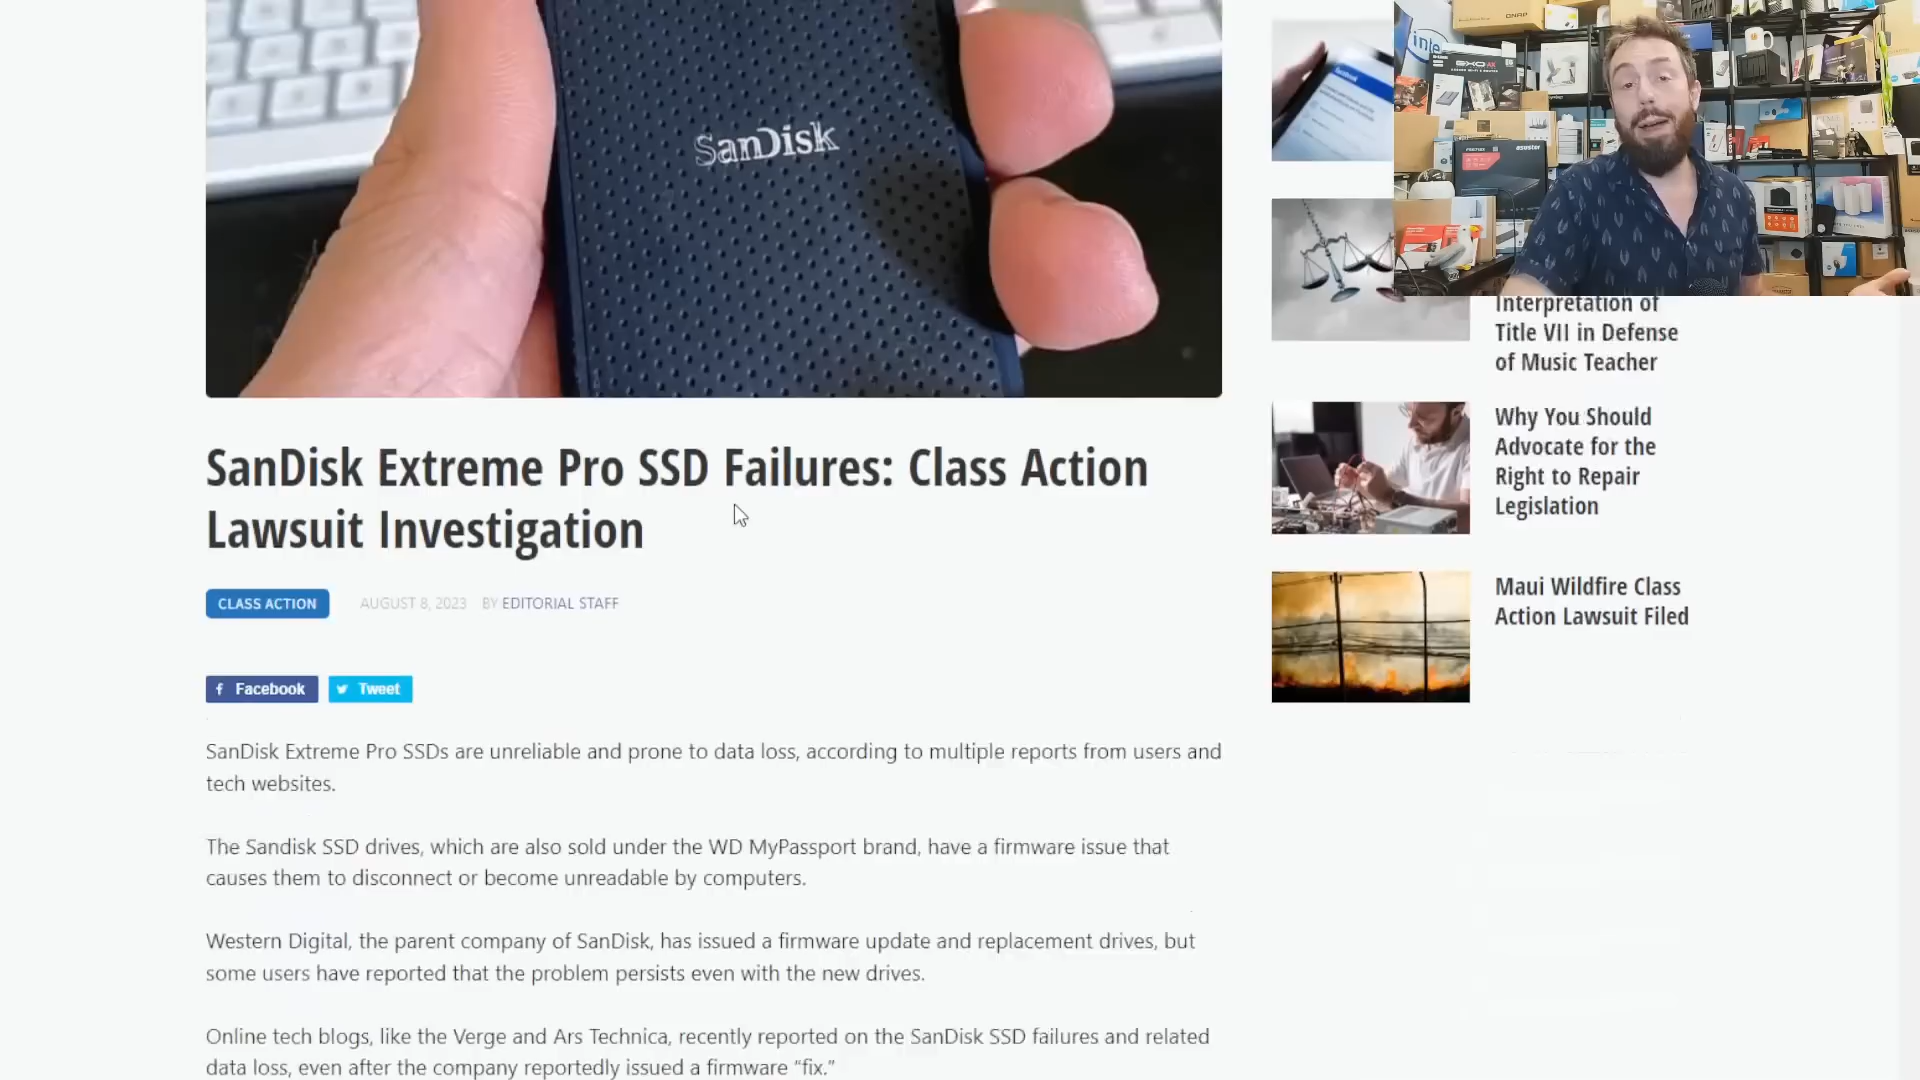 SanDisk
SanDisk Extreme Pro SSD Failures: Class Action
Lawsuit Investigation
CLASS ACTION
AUGUST 8, 2023 BY EDITORIAL STAFF
Facebook
Tweet
SanDisk Extreme Pro SSDs are unreliable and prone to data loss, according to multiple reports from users and
tech websites.
The Sandisk SSD drives, which are also sold under the WD MyPassport brand, have a firmware issue that
causes them to disconnect or become unreadable by computers.
Western Digital, the parent company of SanDisk, has issued a firmware update and replacement drives, but
some users have reported that the problem persists even with the new drives.
Online tech blogs, like the Verge and Ars Technica, recently reported on the SanDisk SSD failures and related
data loss, even after the company reportedly issued a firmware “fix.”
facebook
Interpretation of
Title VII in Defense
of Music Teacher
Why You Should
Advocate for the
Right to Repair
Legislation
Maui Wildfire Class
Action Lawsuit Filed
QNAP
EXO AX
asustor